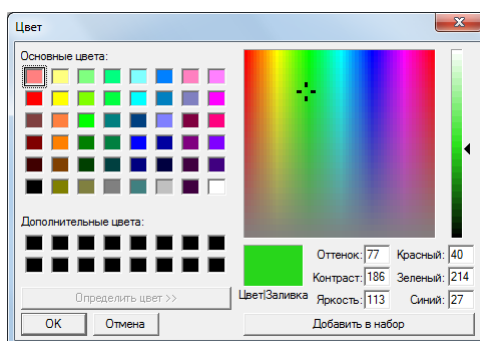 Цвет
Основные цвета:
Дополнительные цвета:
Определить цвет >>
OK
Отмена
Цвет|Заливка
Оттенок: 77
Контраст: 186
Яркость: 113
Красный: 40
Зеленый: 214
Синий: 27
Добавить в набор